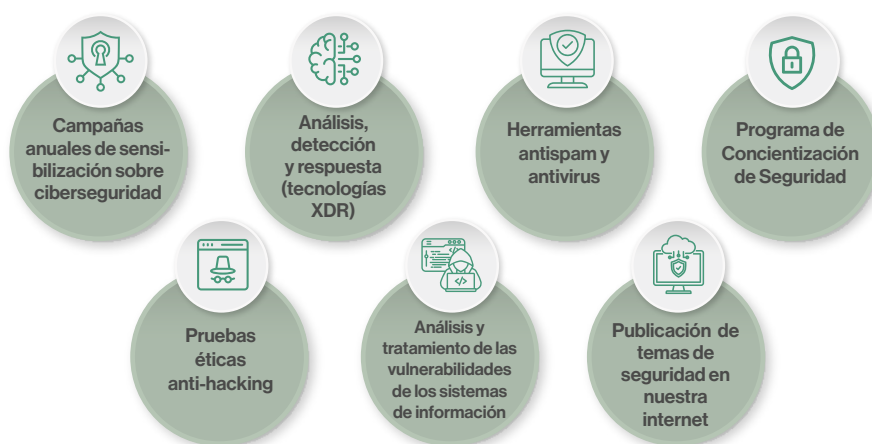 Campañas
anuales de sensi-
bilización sobre
ciberseguridad
Análisis,
detección
y respuesta
(tecnologías
XDR)
Herramientas
antispam y
antivirus
Programa de
Concientización
de Seguridad
Pruebas
éticas
anti-hacking
Análisis y
tratamiento de las
vulnerabilidades
de los sistemas
de información
Publicación de
temas de
seguridad en
nuestra
internet